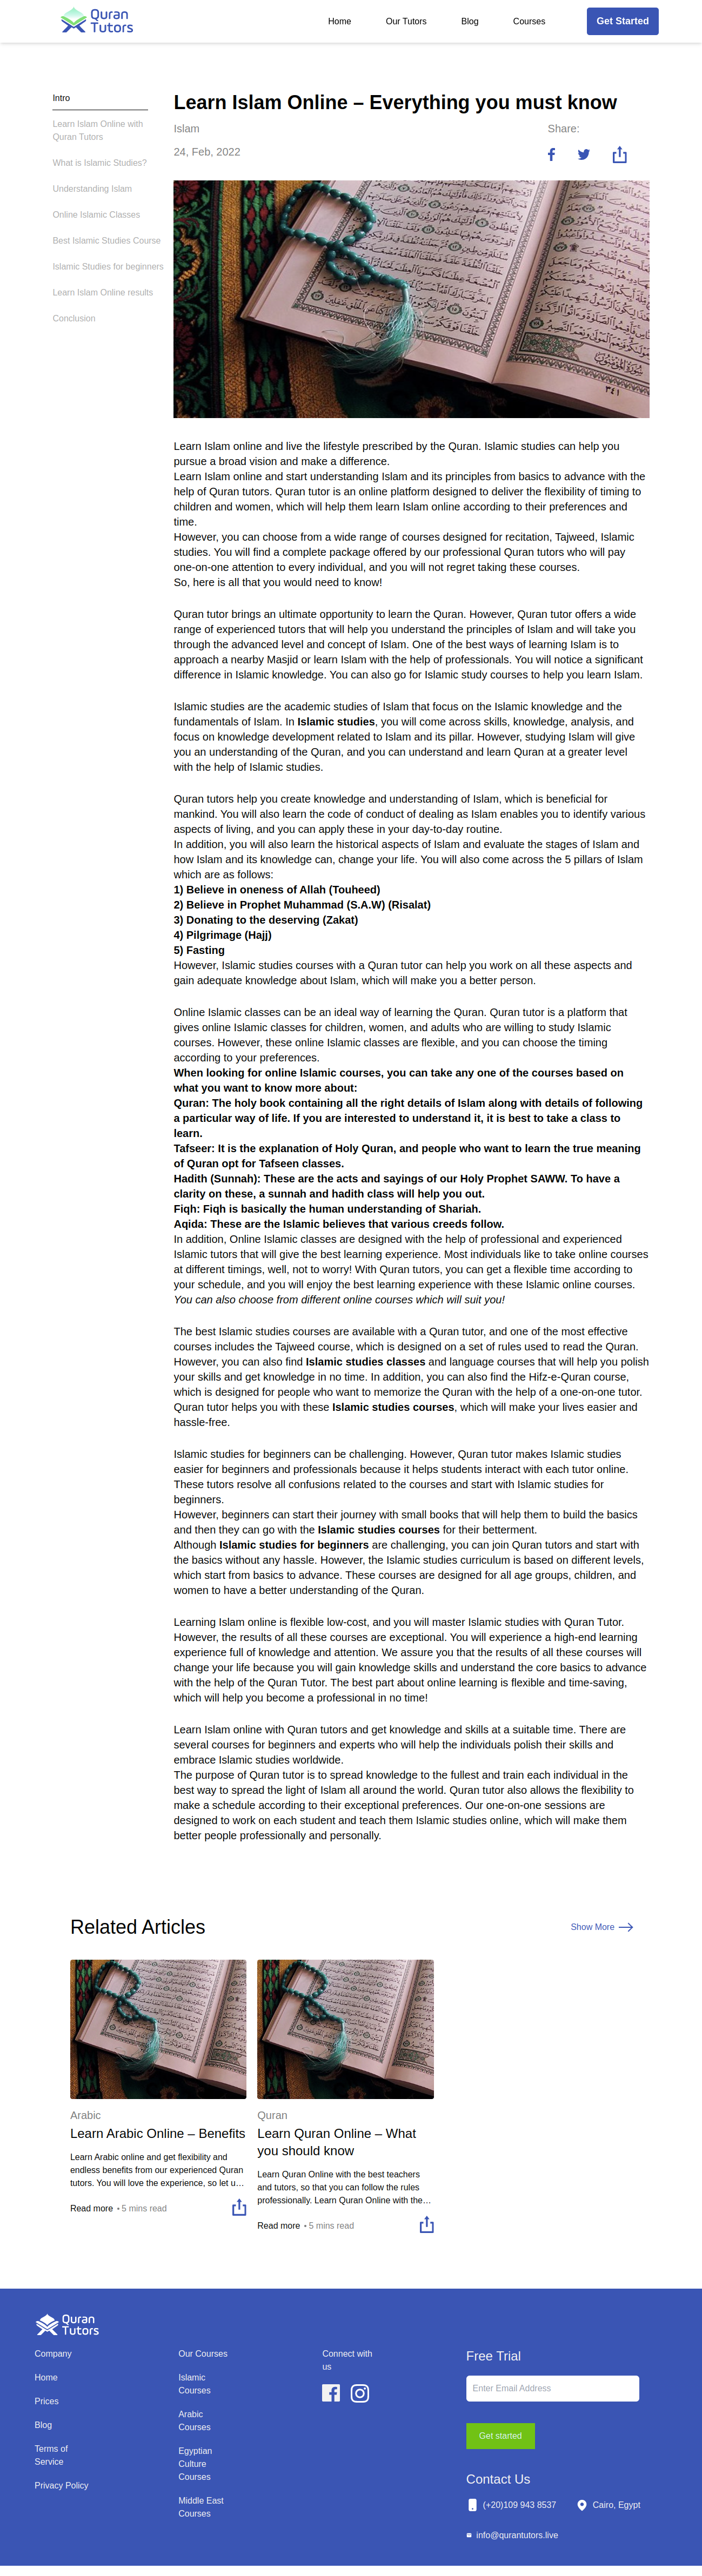 Quran
Tutors
Home
Our Tutors
Blog
Courses
Get Started
Intro
Learn Islam Online with
Quran Tutors
What is Islamic Studies?
Understanding Islam
Online Islamic Classes
Best Islamic Studies Course
Islamic Studies for beginners
Learn Islam Online results
Conclusion
Learn Islam Online – Everything you must know
Islam
Share:
24, Feb, 2022
Learn Islam online and live the lifestyle prescribed by the Quran. Islamic studies can help you
pursue a broad vision and make a difference.
Learn Islam online and start understanding Islam and its principles from basics to advance with the
help of Quran tutors. Quran tutor is an online platform designed to deliver the flexibility of timing to
children and women, which will help them learn Islam online according to their preferences and
time.
However, you can choose from a wide range of courses designed for recitation, Tajweed, Islamic
studies. You will find a complete package offered by our professional Quran tutors who will pay
one-on-one attention to every individual, and you will not regret taking these courses.
So, here is all that you would need to know!
Quran tutor brings an ultimate opportunity to learn the Quran. However, Quran tutor offers a wide
range of experienced tutors that will help you understand the principles of Islam and will take you
through the advanced level and concept of Islam. One of the best ways of learning Islam is to
approach a nearby Masjid or learn Islam with the help of professionals. You will notice a significant
difference in Islamic knowledge. You can also go for Islamic study courses to help you learn Islam.
Islamic studies are the academic studies of Islam that focus on the Islamic knowledge and the
fundamentals of Islam. In Islamic studies, you will come across skills, knowledge, analysis, and
focus on knowledge development related to Islam and its pillar. However, studying Islam will give
you an understanding of the Quran, and you can understand and learn Quran at a greater level
with the help of Islamic studies.
Quran tutors help you create knowledge and understanding of Islam, which is beneficial for
mankind. You will also learn the code of conduct of dealing as Islam enables you to identify various
aspects of living, and you can apply these in your day-to-day routine.
In addition, you will also learn the historical aspects of Islam and evaluate the stages of Islam and
how Islam and its knowledge can, change your life. You will also come across the 5 pillars of Islam
which are as follows:
1) Believe in oneness of Allah (Touheed)
2) Believe in Prophet Muhammad (S.A.W) (Risalat)
3) Donating to the deserving (Zakat)
4) Pilgrimage (Hajj)
5) Fasting
However, Islamic studies courses with a Quran tutor can help you work on all these aspects and
gain adequate knowledge about Islam, which will make you a better person.
Online Islamic classes can be an ideal way of learning the Quran. Quran tutor is a platform that
gives online Islamic classes for children, women, and adults who are willing to study Islamic
courses. However, these online Islamic classes are flexible, and you can choose the timing
according to your preferences.
When looking for online Islamic courses, you can take any one of the courses based on
what you want to know more about:
Quran: The holy book containing all the right details of Islam along with details of following
a particular way of life. If you are interested to understand it, it is best to take a class to
learn.
Tafseer: It is the explanation of Holy Quran, and people who want to learn the true meaning
of Quran opt for Tafseen classes.
Hadith (Sunnah): These are the acts and sayings of our Holy Prophet SAWW. To have a
clarity on these, a sunnah and hadith class will help you out.
Fiqh: Fiqh is basically the human understanding of Shariah.
Aqida: These are the Islamic believes that various creeds follow.
In addition, Online Islamic classes are designed with the help of professional and experienced
Islamic tutors that will give the best learning experience. Most individuals like to take online courses
at different timings, well, not to worry! With Quran tutors, you can get a flexible time according to
your schedule, and you will enjoy the best learning experience with these Islamic online courses.
You can also choose from different online courses which will suit you!
The best Islamic studies courses are available with a Quran tutor, and one of the most effective
courses includes the Tajweed course, which is designed on a set of rules used to read the Quran.
However, you can also find Islamic studies classes and language courses that will help you polish
your skills and get knowledge in no time. In addition, you can also find the Hifz-e-Quran course,
which is designed for people who want to memorize the Quran with the help of a one-on-one tutor.
Quran tutor helps you with these Islamic studies courses, which will make your lives easier and
hassle-free.
Islamic studies for beginners can be challenging. However, Quran tutor makes Islamic studies
easier for beginners and professionals because it helps students interact with each tutor online.
These tutors resolve all confusions related to the courses and start with Islamic studies for
beginners.
However, beginners can start their journey with small books that will help them to build the basics
and then they can go with the Islamic studies courses for their betterment.
Although Islamic studies for beginners are challenging, you can join Quran tutors and start with
the basics without any hassle. However, the Islamic studies curriculum is based on different levels,
which start from basics to advance. These courses are designed for all age groups, children, and
women to have a better understanding of the Quran.
Learning Islam online is flexible low-cost, and you will master Islamic studies with Quran Tutor.
However, the results of all these courses are exceptional. You will experience a high-end learning
experience full of knowledge and attention. We assure you that the results of all these courses will
change your life because you will gain knowledge skills and understand the core basics to advance
with the help of the Quran Tutor. The best part about online learning is flexible and time-saving,
which will help you become a professional in no time!
Learn Islam online with Quran tutors and get knowledge and skills at a suitable time. There are
several courses for beginners and experts who will help the individuals polish their skills and
embrace Islamic studies worldwide.
The purpose of Quran tutor is to spread knowledge to the fullest and train each individual in the
best way to spread the light of Islam all around the world. Quran tutor also allows the flexibility to
make a schedule according to their exceptional preferences. Our one-on-one sessions are
designed to work on each student and teach them Islamic studies online, which will make them
better people professionally and personally.
Related Articles
Show More
Arabic
Learn Arabic Online – Benefits
Learn Arabic online and get flexibility and
endless benefits from our experienced Quran
tutors. You will love the experience, so let u…
Read more • 5 mins read
Quran
Learn Quran Online – What
you should know
Learn Quran Online with the best teachers
and tutors, so that you can follow the rules
professionally. Learn Quran Online with the…
Read more • 5 mins read
Quran
Tutors
Company
Home
Prices
Blog
Terms of
Service
Privacy Policy
Our Courses
Islamic
Courses
Arabic
Courses
Egyptian
Culture
Courses
Middle East
Courses
Connect with
us
Free Trial
Enter Email Address
Get started
Contact Us
(+20)109 943 8537
Cairo, Egypt
info@qurantutors.live